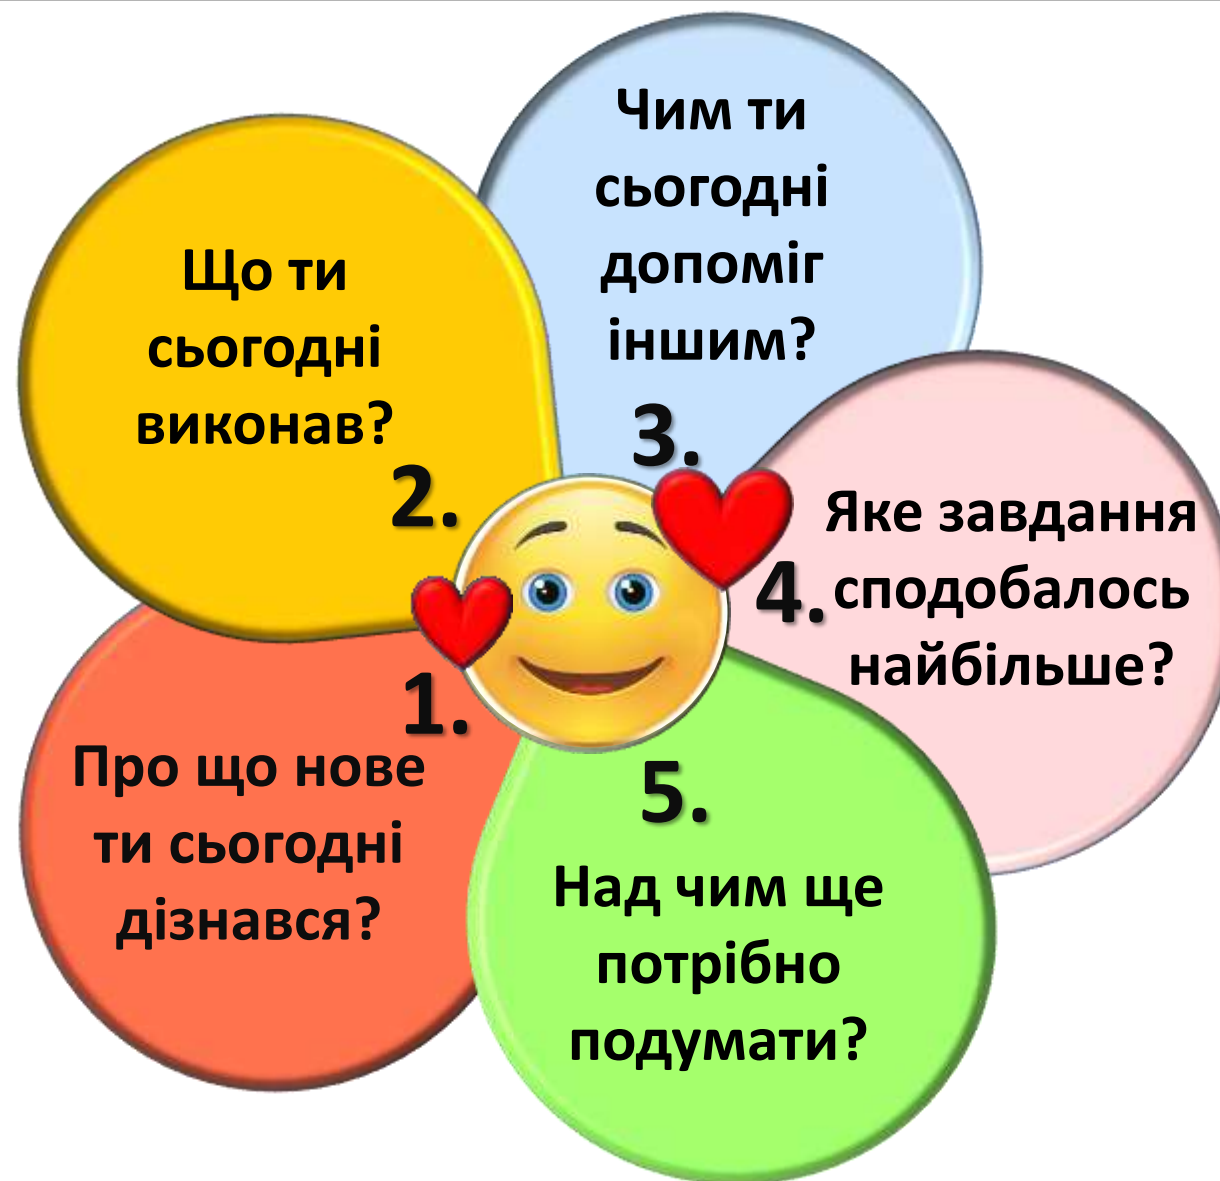 1.
Про що нове
ти сьогодні
дізнався?
2.
Що ти
сьогодні
виконав?
3.
Чим ти
сьогодні
допоміг
іншим?
4.
Яке завдання
сподобалось
найбільше?
5.
Над чим ще
потрібно
подумати?